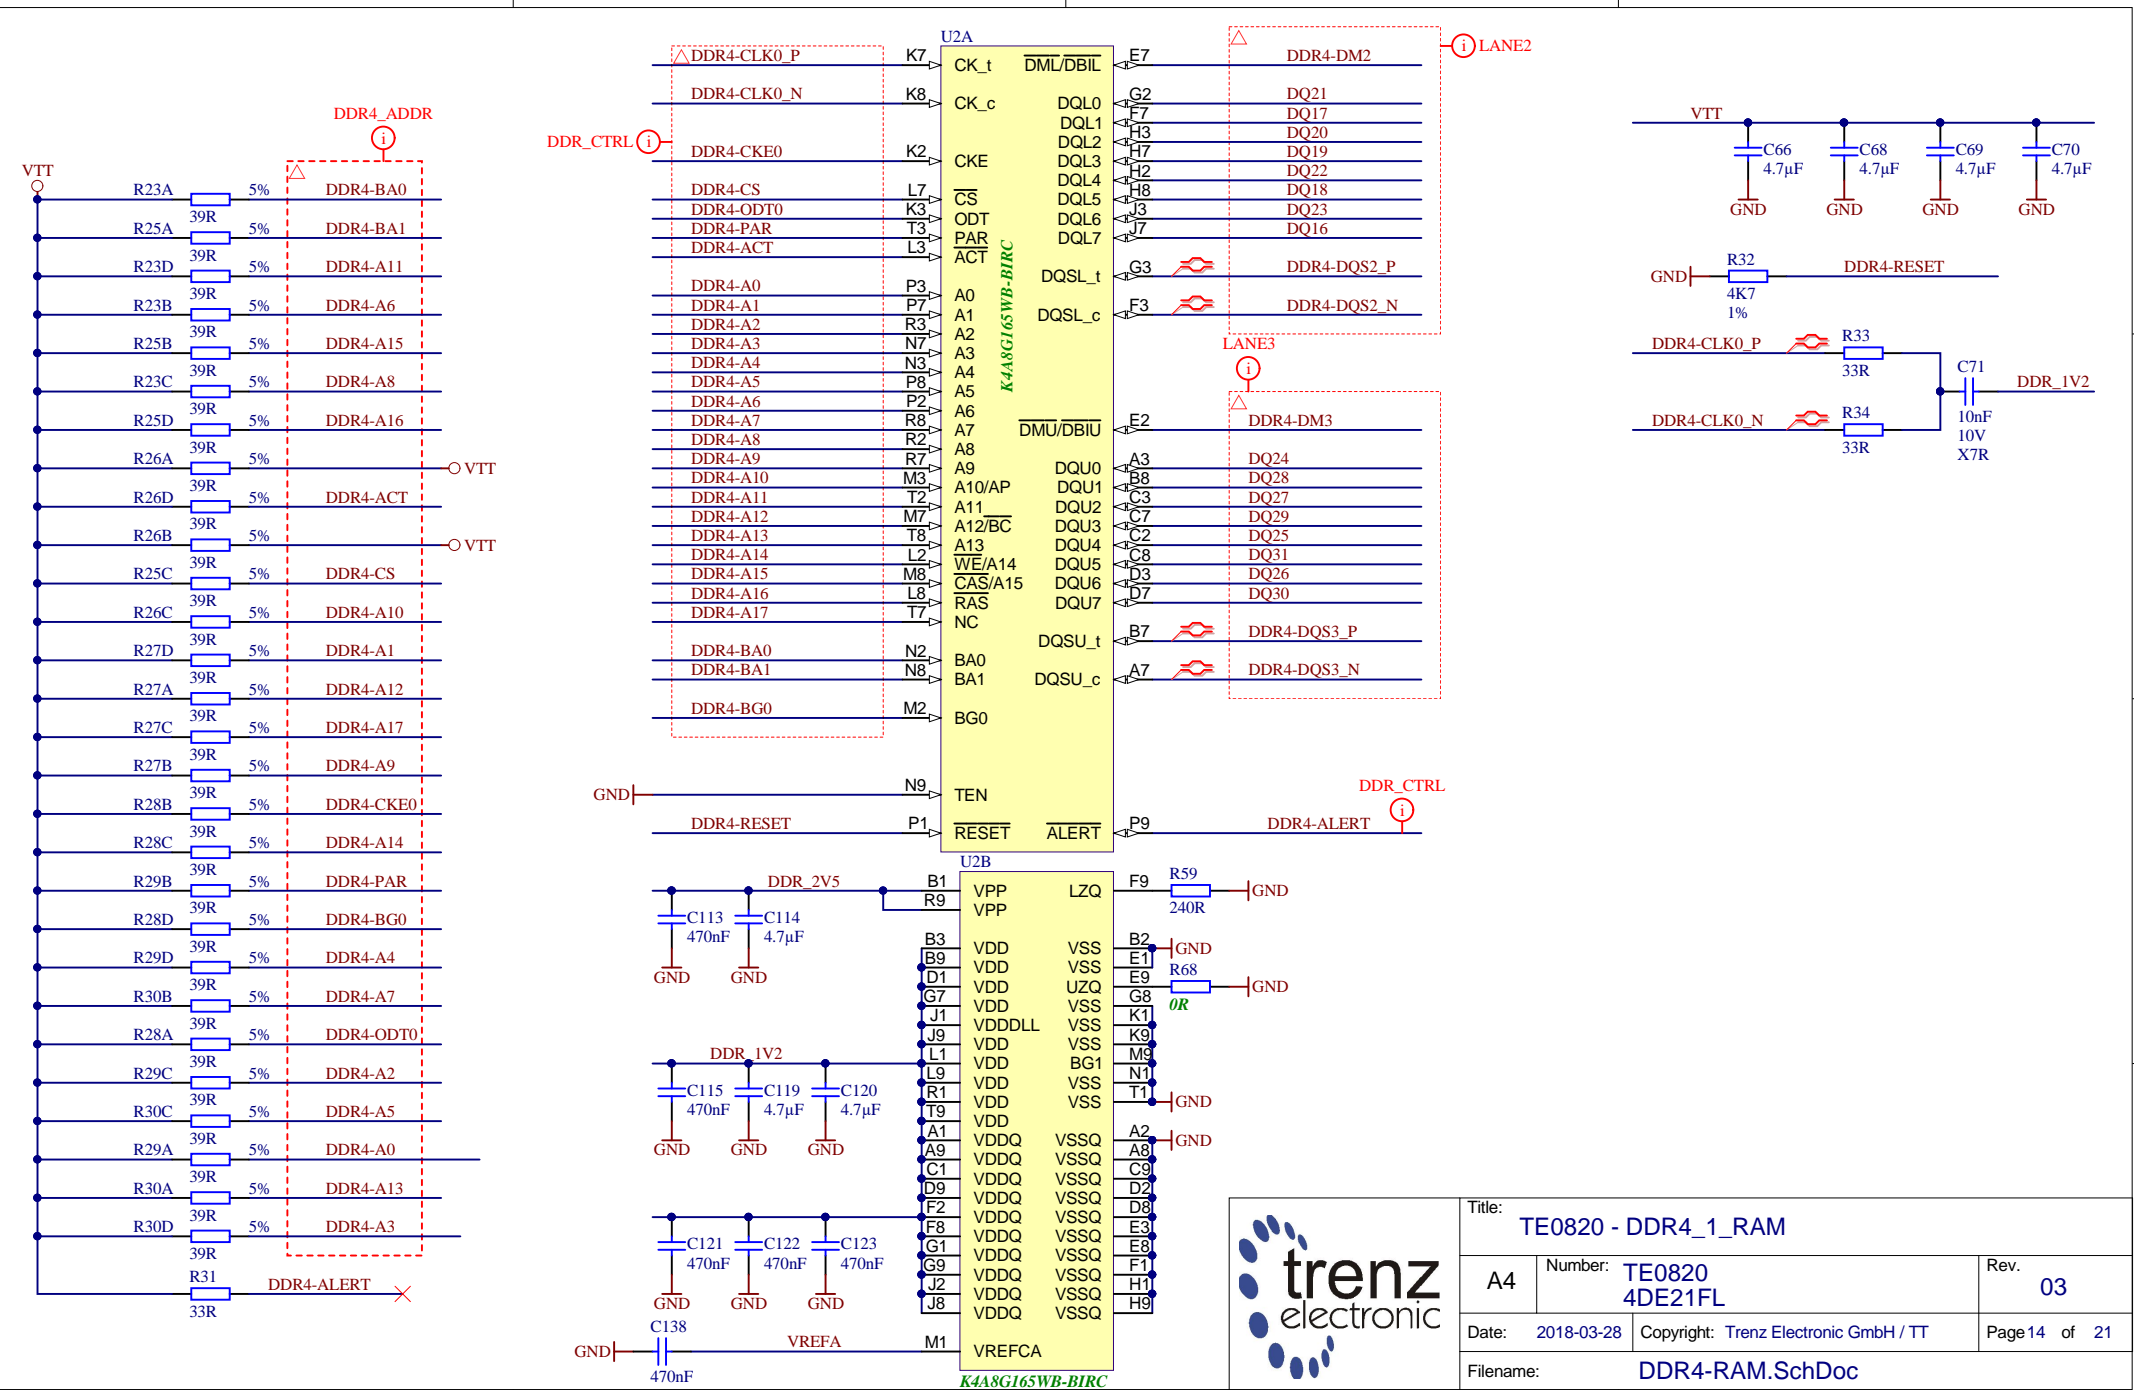 DDR4_ADDR
i
VTT
R23A 5% DDR4-BA0
39R
R25A 5% DDR4-BA1
39R
R23D 5% DDR4-A11
39R
R23B 5% DDR4-A6
39R
R25B 5% DDR4-A15
39R
R23C 5% DDR4-A8
39R
R25D 5% DDR4-A16
39R
R26A 5% VTT
39R
R26D 5% DDR4-ACT
39R
R26B 5% VTT
39R
R25C 5% DDR4-CS
39R
R26C 5% DDR4-A10
39R
R27D 5% DDR4-A1
39R
R27A 5% DDR4-A12
39R
R27C 5% DDR4-A17
39R
R27B 5% DDR4-A9
39R
R28B 5% DDR4-CKE0
39R
R28C 5% DDR4-A14
39R
R29B 5% DDR4-PAR
39R
R28D 5% DDR4-BG0
39R
R29D 5% DDR4-A4
39R
R30B 5% DDR4-A7
39R
R28A 5% DDR4-ODT0
39R
R29C 5% DDR4-A2
39R
R30C 5% DDR4-A5
39R
R29A 5% DDR4-A0
39R
R30A 5% DDR4-A13
39R
R30D 5% DDR4-A3
39R
R31 DDR4-ALERT
33R
U2A
DDR_CTRL i
DDR4-CLK0_P K7 CK_t
DDR4-CLK0_N K8 CK_c
DDR4-CKE0 K2 CKE
DDR4-CS L7 CS
DDR4-ODT0 K3 ODT
DDR4-PAR T3 PAR
DDR4-ACT L3 ACT
DDR4-A0 P3 A0
DDR4-A1 P7 A1
DDR4-A2 R3 A2
DDR4-A3 N7 A3
DDR4-A4 N3 A4
DDR4-A5 P8 A5
DDR4-A6 P2 A6
DDR4-A7 R8 A7
DDR4-A8 R2 A8
DDR4-A9 R7 A9
DDR4-A10 M3 A10/AP
DDR4-A11 T2 A11
DDR4-A12 M7 A12/BC
DDR4-A13 T8 A13
DDR4-A14 L2 WE/A14
DDR4-A15 M8 CAS/A15
DDR4-A16 L8 RAS
DDR4-A17 T7 NC
DDR4-BA0 N2 BA0
DDR4-BA1 N8 BA1
DDR4-BG0 M2 BG0
GND N9 TEN
DDR4-RESET P1 RESET
K4A8G165WB-BIRC
i LANE2
DML/DBIL E7 DDR4-DM2
DQL0 G2 DQ21
DQL1 F7 DQ17
DQL2 H3 DQ20
DQL3 H7 DQ19
DQL4 H2 DQ22
DQL5 H8 DQ18
DQL6 J3 DQ23
DQL7 J7 DQ16
DQSL_t G3 DDR4-DQS2_P
DQSL_c F3 DDR4-DQS2_N
LANE3
i
DMU/DBIU E2 DDR4-DM3
DQU0 A3 DQ24
DQU1 B8 DQ28
DQU2 C3 DQ27
DQU3 C7 DQ29
DQU4 C2 DQ25
DQU5 C8 DQ31
DQU6 D3 DQ26
DQU7 D7 DQ30
DQSU_t B7 DDR4-DQS3_P
DQSU_c A7 DDR4-DQS3_N
DDR_CTRL
i
ALERT P9 DDR4-ALERT
U2B
DDR_2V5 B1 VPP
R9 VPP
C113 C114
470nF 4.7µF
GND GND
B3 VDD
B9 VDD
D1 VDD
G7 VDD
J1 VDDDLL
J9 VDD
DDR_1V2 L1 VDD
L9 VDD
R1 VDD
T9 VDD
C115 C119 C120
470nF 4.7µF 4.7µF
GND GND GND
A1 VDDQ
A9 VDDQ
C1 VDDQ
D9 VDDQ
F2 VDDQ
F8 VDDQ
G1 VDDQ
G9 VDDQ
J2 VDDQ
J8 VDDQ
C121 C122 C123
470nF 470nF 470nF
GND GND GND
C138
GND VREFA M1 VREFCA
470nF
K4A8G165WB-BIRC
LZQ F9 R59 GND
240R
VSS B2 GND
VSS E1
UZQ E9 R68 GND
0R
VSS G8
VSS K1
VSS K9
BG1 M9
VSS N1
VSS T1 GND
VSSQ A2 GND
VSSQ A8
VSSQ C9
VSSQ D2
VSSQ D8
VSSQ E3
VSSQ E8
VSSQ F1
VSSQ H1
VSSQ H9
VTT
C66 C68 C69 C70
4.7µF 4.7µF 4.7µF 4.7µF
GND GND GND GND
GND R32 DDR4-RESET
4K7
1%
DDR4-CLK0_P R33
33R
C71 DDR_1V2
10nF
10V
X7R
DDR4-CLK0_N R34
33R
trenz
electronic
Title:
TE0820 - DDR4_1_RAM
A4 Number: TE0820
4DE21FL
Rev.
03
Date: 2018-03-28 Copyright: Trenz Electronic GmbH / TT Page 14 of 21
Filename: DDR4-RAM.SchDoc